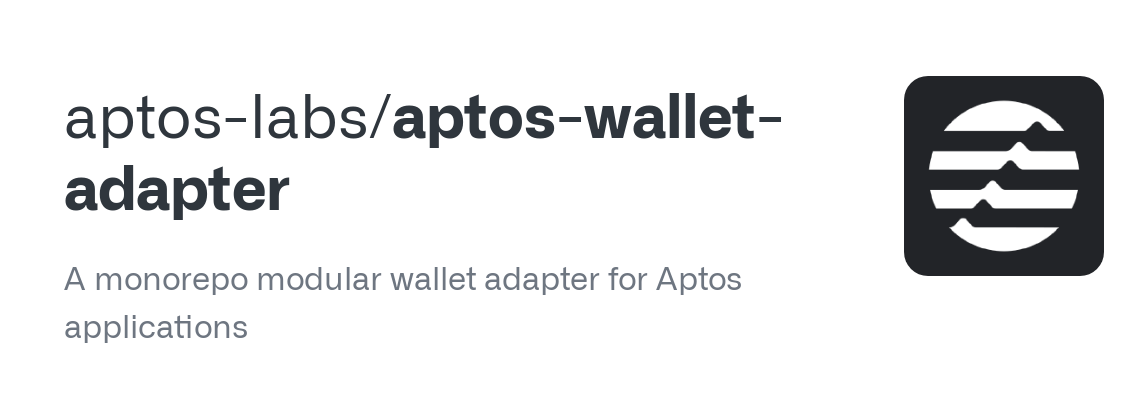 aptos-labs/aptos-wallet-
adapter
A monorepo modular wallet adapter for Aptos
applications